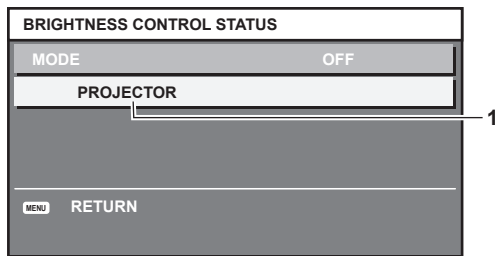 BRIGHTNESS CONTROL STATUS
MODE OFF
PROJECTOR
1
MENU RETURN